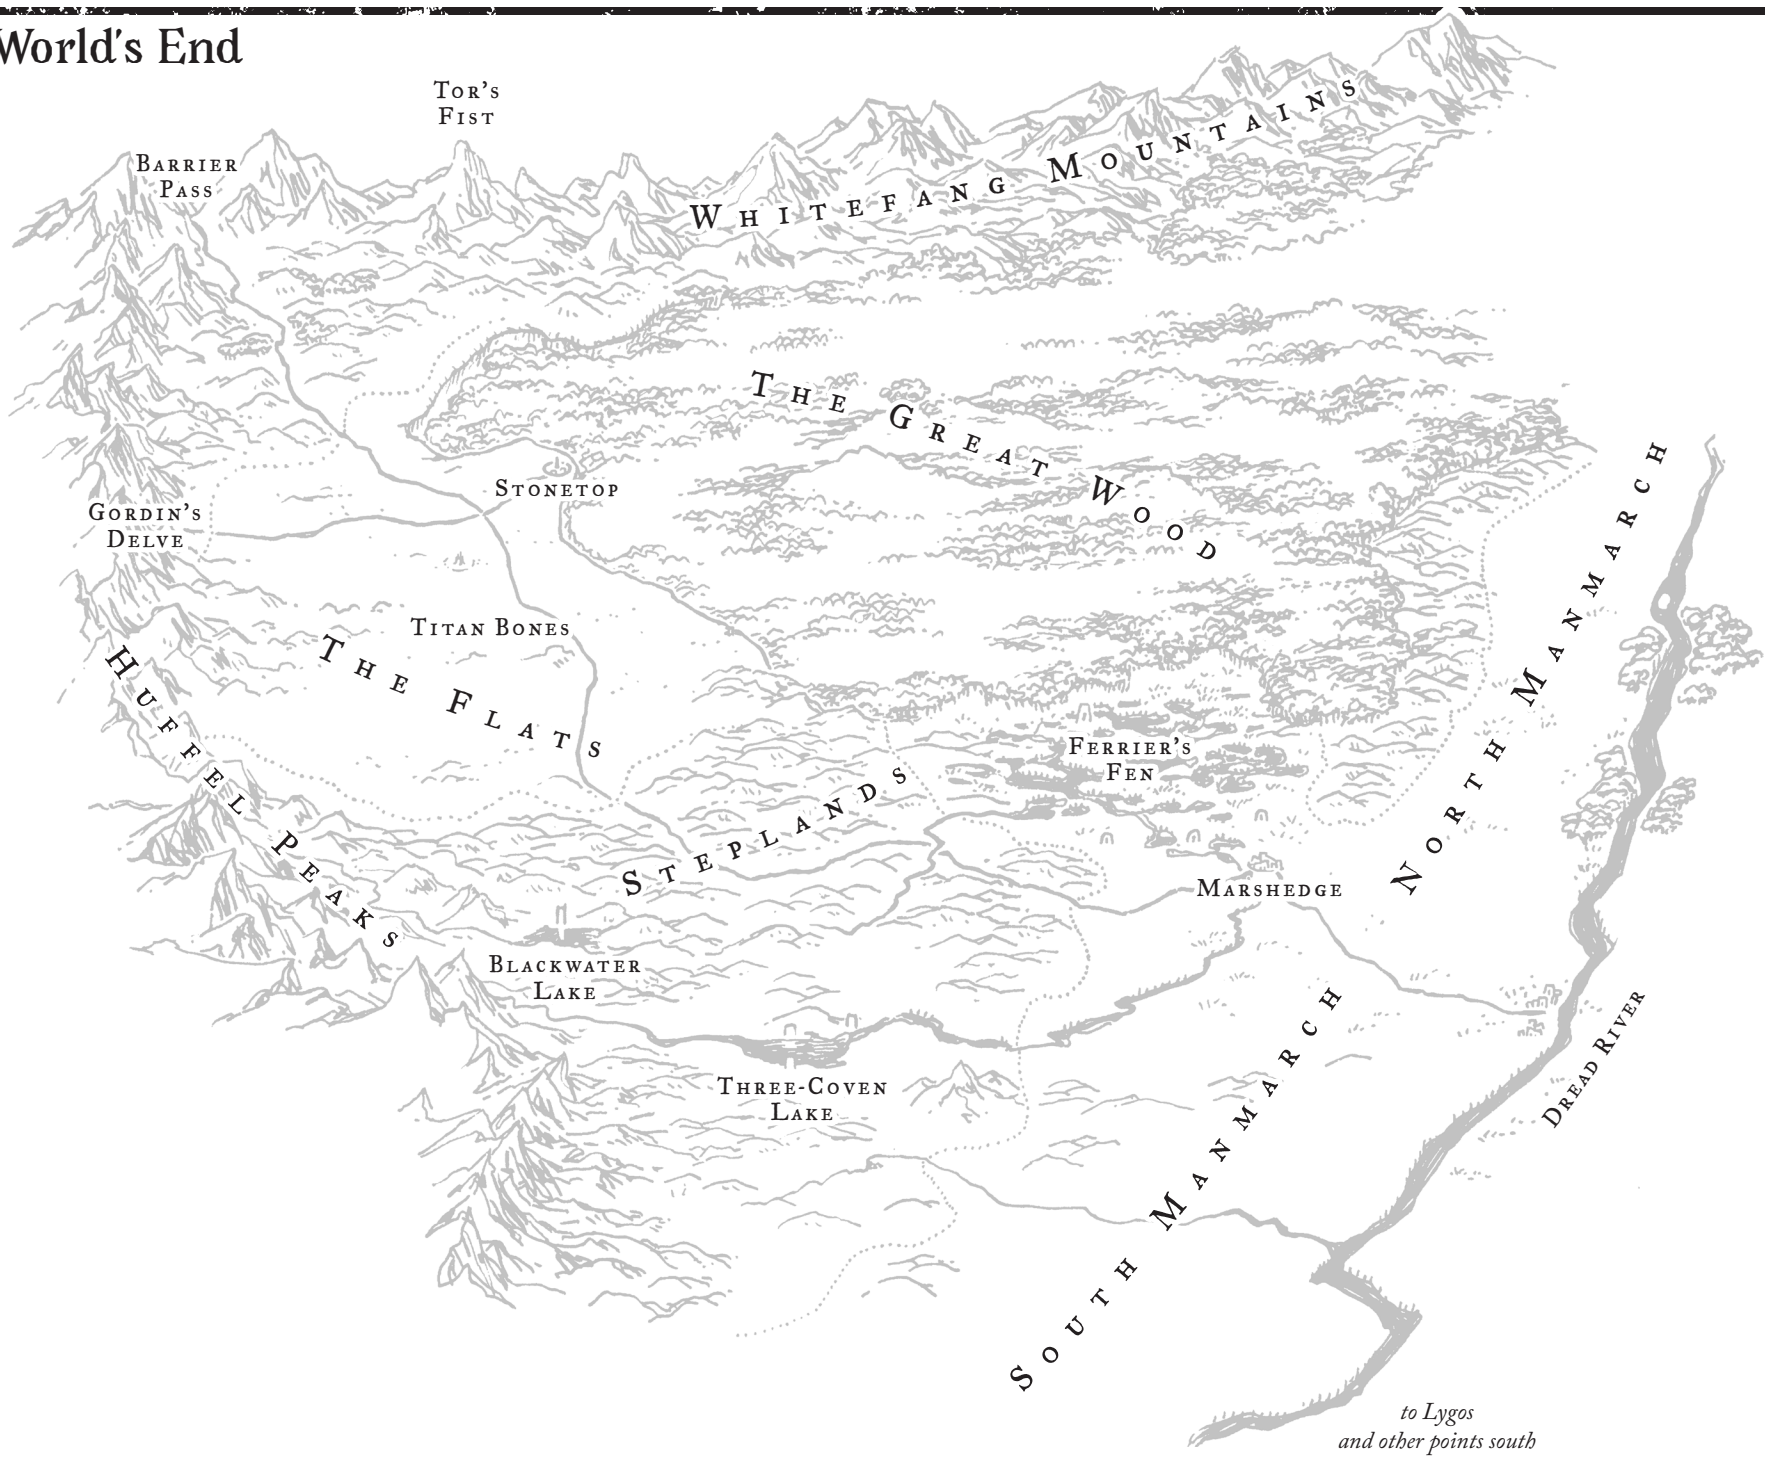 World's End
Tor's
Fist
Barrier
Pass
Whitefang Mountains
The Great Wood
Stonetop
Gordin's
Delve
North Manmarch
Titan Bones
The Flats
Huffel Peaks
Ferrier's
Fen
Steplands
Marshedge
Blackwater
Lake
Dread River
Three-Coven
Lake
South Manmarch
to Lygos
and other points south